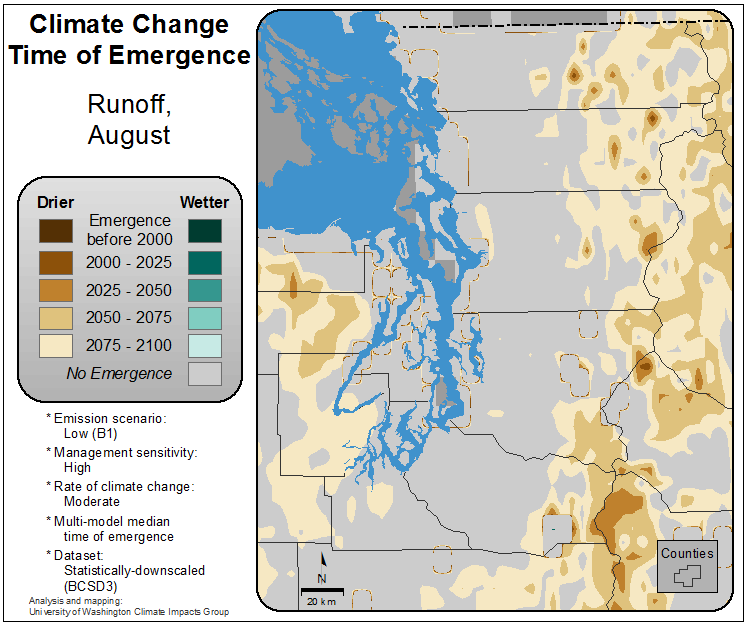 Climate Change
Time of Emergence
Runoff,
August
Drier Wetter
Emergence
before 2000
2000 - 2025
2025 - 2050
2050 - 2075
2075 - 2100
No Emergence
* Emission scenario:
Low (B1)
* Management sensitivity:
High
* Rate of climate change:
Moderate
* Multi-model median
time of emergence
* Dataset:
Statistically-downscaled
(BCSD3)
Analysis and mapping:
University of Washington Climate Impacts Group
N
20 km
Counties